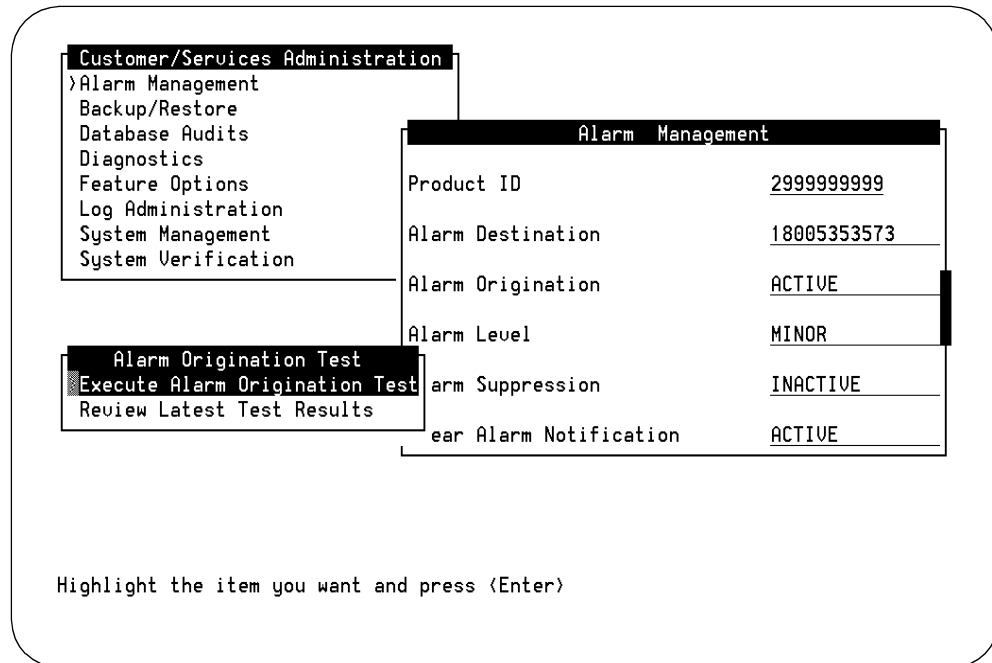 Customer/Services Administration
>Alarm Management
Backup/Restore
Database Audits
Diagnostics
Feature Options
Log Administration
System Management
System Verification
Alarm Management
Product ID 2999999999
Alarm Destination 18005353573
Alarm Origination ACTIVE
Alarm Level MINOR
arm Suppression INACTIVE
ear Alarm Notification ACTIVE
Alarm Origination Test
Execute Alarm Origination Test
Review Latest Test Results
Highlight the item you want and press <Enter>